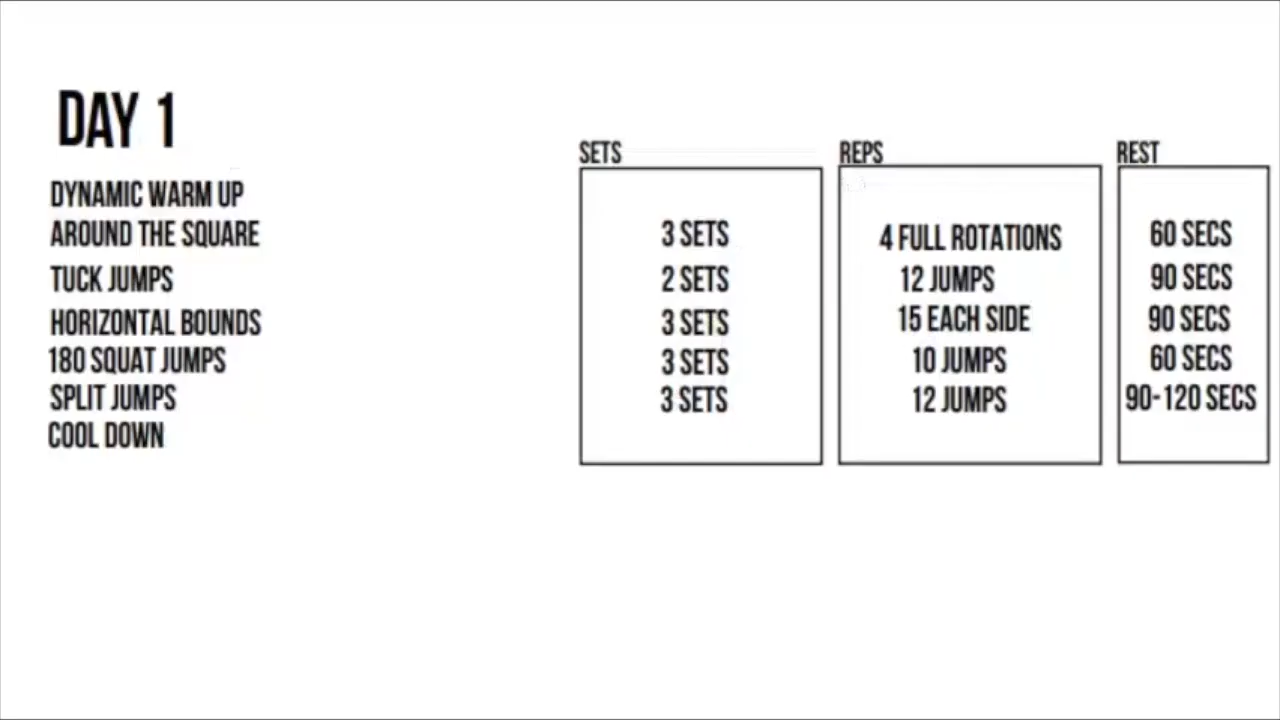 DAY 1
SETS REPS REST
DYNAMIC WARM UP
AROUND THE SQUARE 3 SETS 4 FULL ROTATIONS 60 SECS
TUCK JUMPS 2 SETS 12 JUMPS 90 SECS
HORIZONTAL BOUNDS 3 SETS 15 EACH SIDE 90 SECS
180 SQUAT JUMPS 3 SETS 10 JUMPS 60 SECS
SPLIT JUMPS 3 SETS 12 JUMPS 90-120 SECS
COOL DOWN